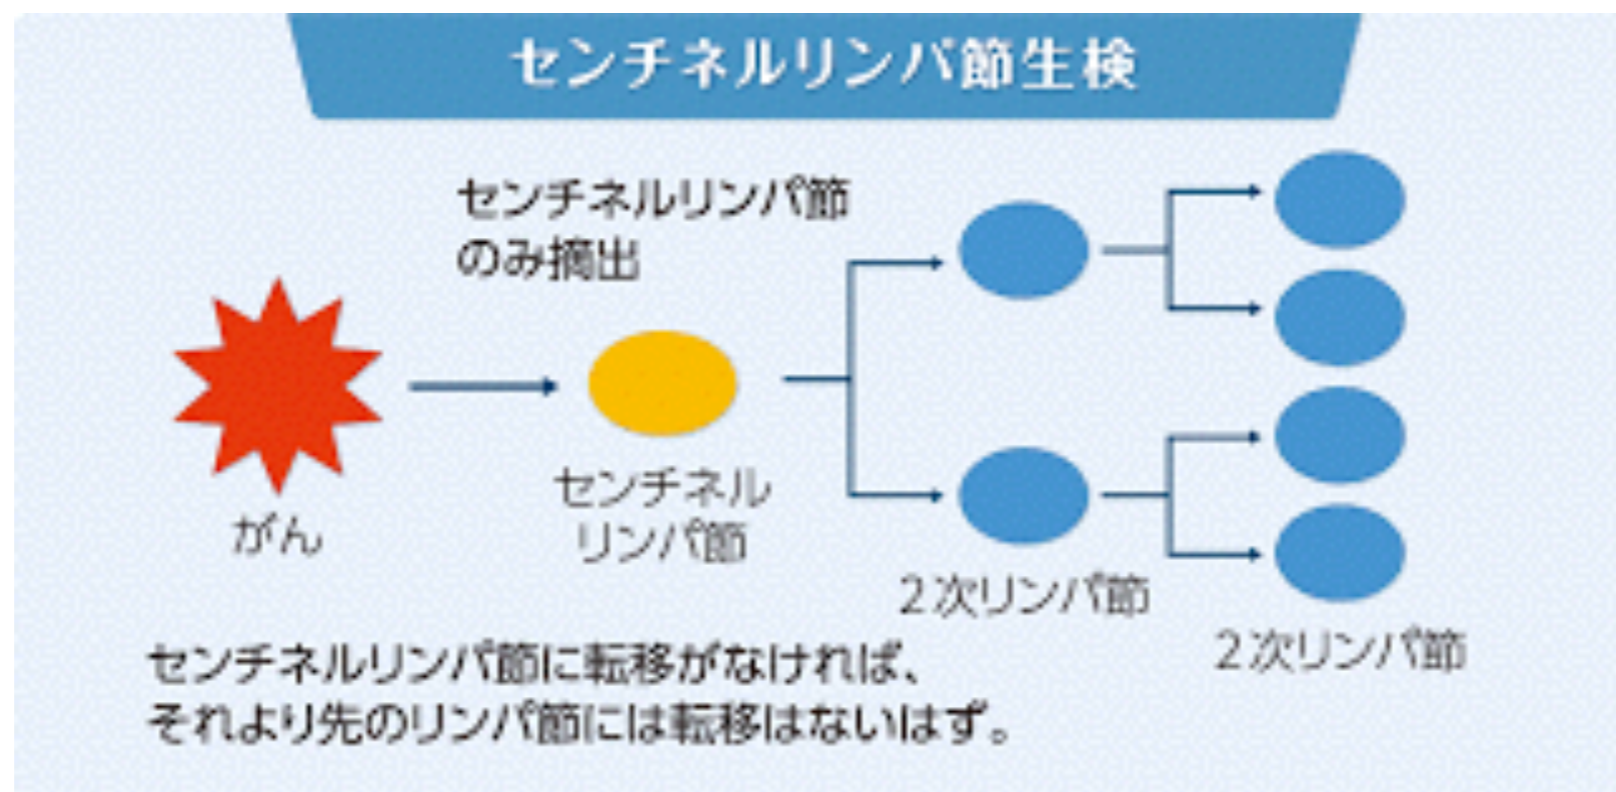 センチネルリンパ節生検
センチネルリンパ節
のみ摘出
がん
センチネル
リンパ節
2次リンパ節
2次リンパ節
センチネルリンパ節に転移がなければ、
それより先のリンパ節には転移はないはず。